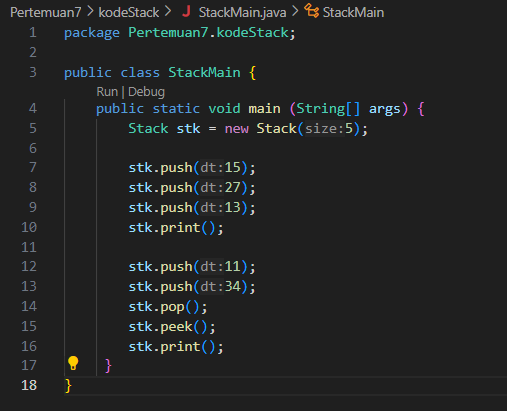 Pertemuan7 > kodeStack > J StackMain.java > StackMain
1 package Pertemuan7.kodeStack;
2
3 public class StackMain {
Run | Debug
4 public static void main (String[] args) {
5 Stack stk = new Stack(size:5);
6
7 stk.push(dt:15);
8 stk.push(dt:27);
9 stk.push(dt:13);
10 stk.print();
11
12 stk.push(dt:11);
13 stk.push(dt:34);
14 stk.pop();
15 stk.peek();
16 stk.print();
17 }
18 }